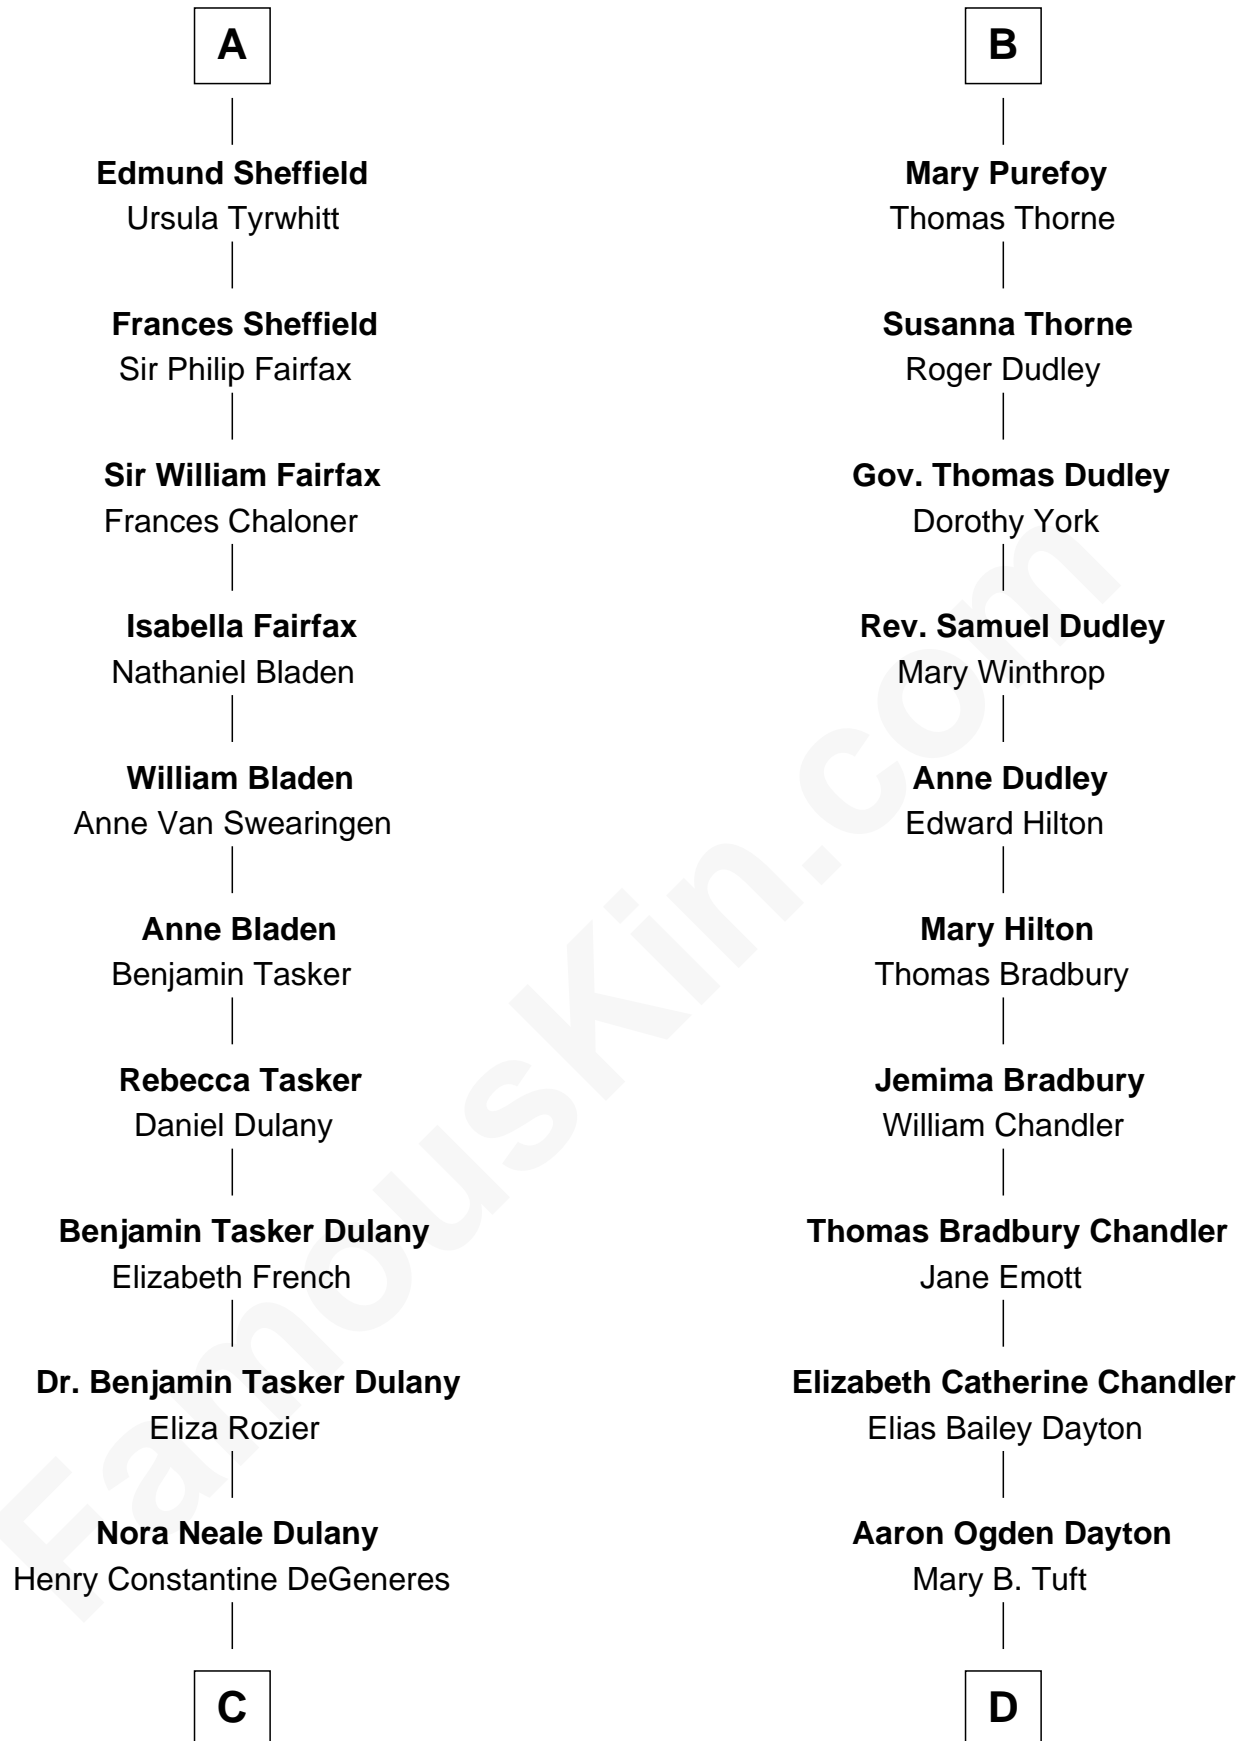 A
Edmund Sheffield
Ursula Tyrwhitt
Frances Sheffield
Sir Philip Fairfax
Sir William Fairfax
Frances Chaloner
Isabella Fairfax
Nathaniel Bladen
William Bladen
Anne Van Swearingen
Anne Bladen
Benjamin Tasker
Rebecca Tasker
Daniel Dulany
Benjamin Tasker Dulany
Elizabeth French
Dr. Benjamin Tasker Dulany
Eliza Rozier
Nora Neale Dulany
Henry Constantine DeGeneres
C
B
Mary Purefoy
Thomas Thorne
Susanna Thorne
Roger Dudley
Gov. Thomas Dudley
Dorothy York
Rev. Samuel Dudley
Mary Winthrop
Anne Dudley
Edward Hilton
Mary Hilton
Thomas Bradbury
Jemima Bradbury
William Chandler
Thomas Bradbury Chandler
Jane Emott
Elizabeth Catherine Chandler
Elias Bailey Dayton
Aaron Ogden Dayton
Mary B. Tuft
D
FamousKin.com